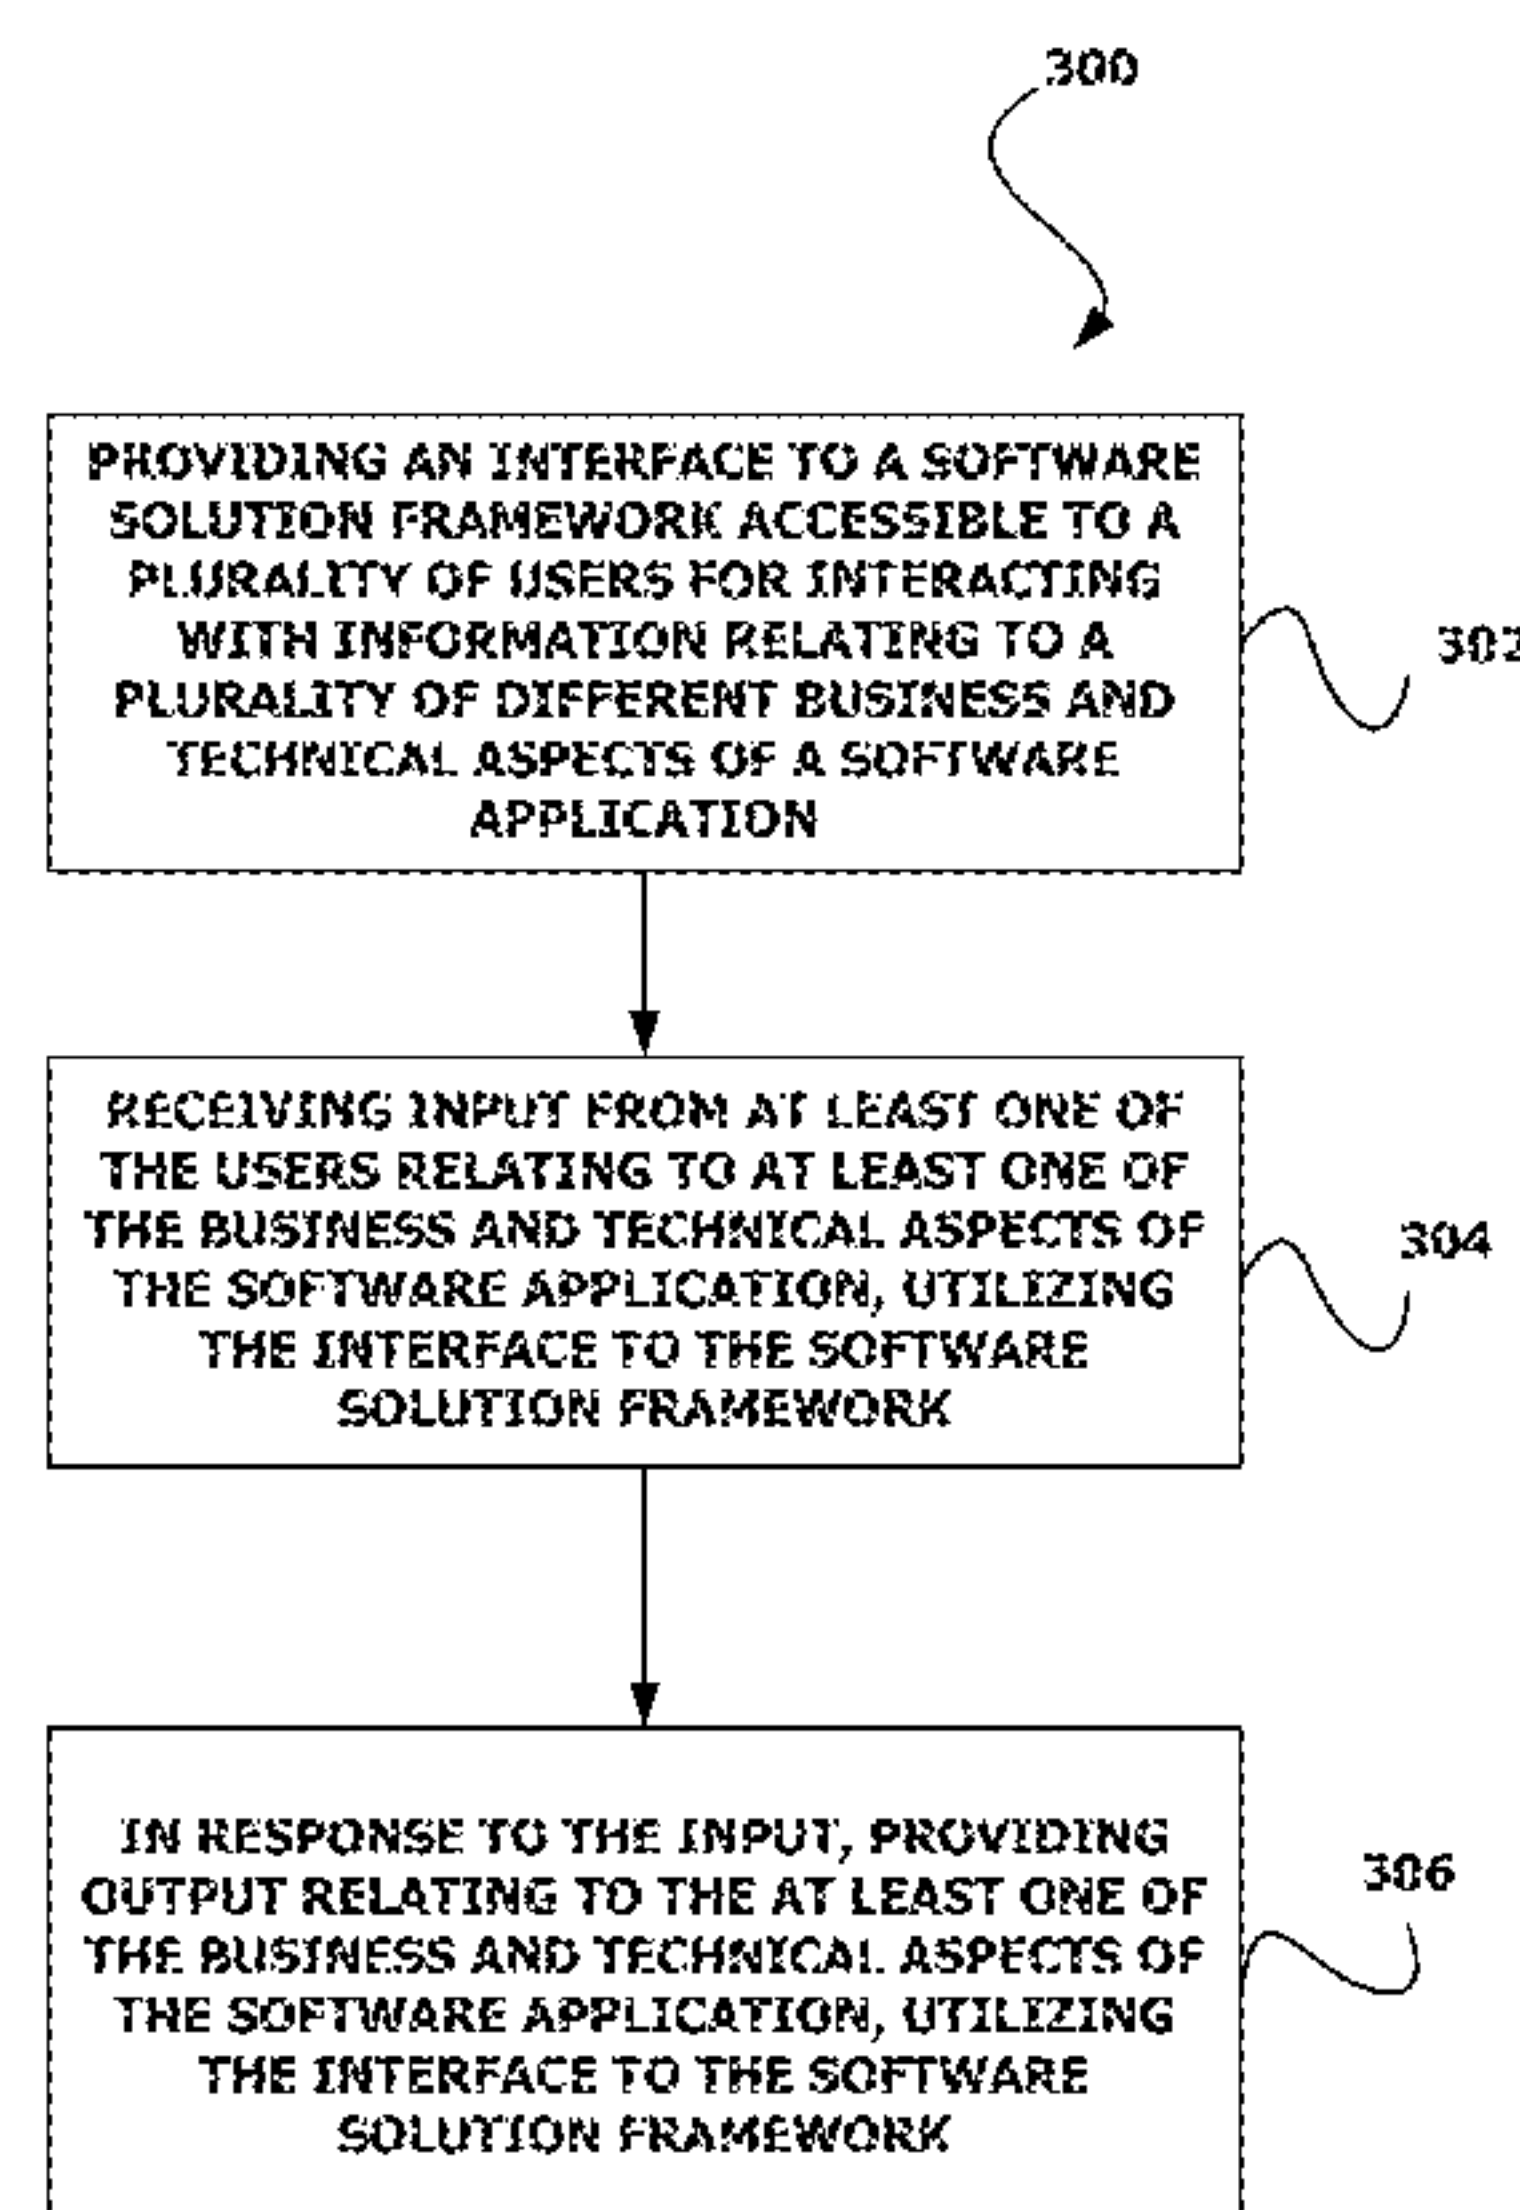 300
PROVIDING AN INTERFACE TO A SOFTWARE
SOLUTION FRAMEWORK ACCESSIBLE TO A
PLURALITY OF USERS FOR INTERACTING
WITH INFORMATION RELATING TO A
PLURALITY OF DIFFERENT BUSINESS AND
TECHNICAL ASPECTS OF A SOFTWARE
APPLICATION
302
RECEIVING INPUT FROM AT LEAST ONE OF
THE USERS RELATING TO AT LEAST ONE OF
THE BUSINESS AND TECHNICAL ASPECTS OF
THE SOFTWARE APPLICATION, UTILIZING
THE INTERFACE TO THE SOFTWARE
SOLUTION FRAMEWORK
304
IN RESPONSE TO THE INPUT, PROVIDING
OUTPUT RELATING TO THE AT LEAST ONE OF
THE BUSINESS AND TECHNICAL ASPECTS OF
THE SOFTWARE APPLICATION, UTILIZING
THE INTERFACE TO THE SOFTWARE
SOLUTION FRAMEWORK
306